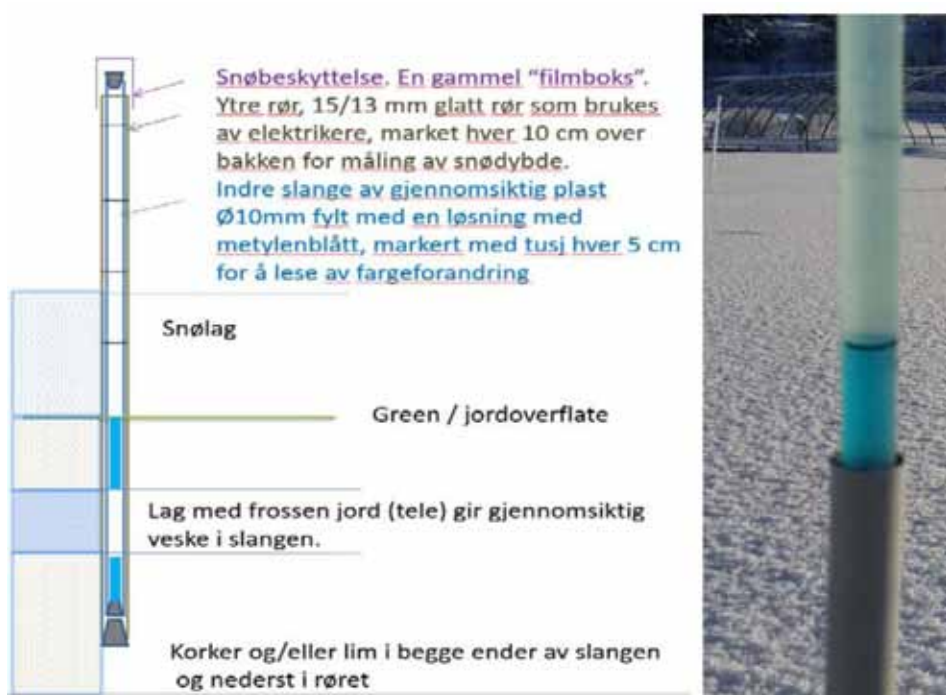 Snøbeskyttelse. En gammel “filmboks”.
Ytre rør, 15/13 mm glatt rør som brukes
av elektrikere, market hver 10 cm over
bakken for måling av snødybde.
Indre slange av gjennomsiktig plast
Ø10mm fylt med en løsning med
metylenblått, markert med tusj hver 5 cm
for å lese av fargeforandring
Snølag
Green / jordoverflate
Lag med frossen jord (tele) gir gjennomsiktig
veske i slangen.
Korker og/eller lim i begge ender av slangen
og nederst i røret